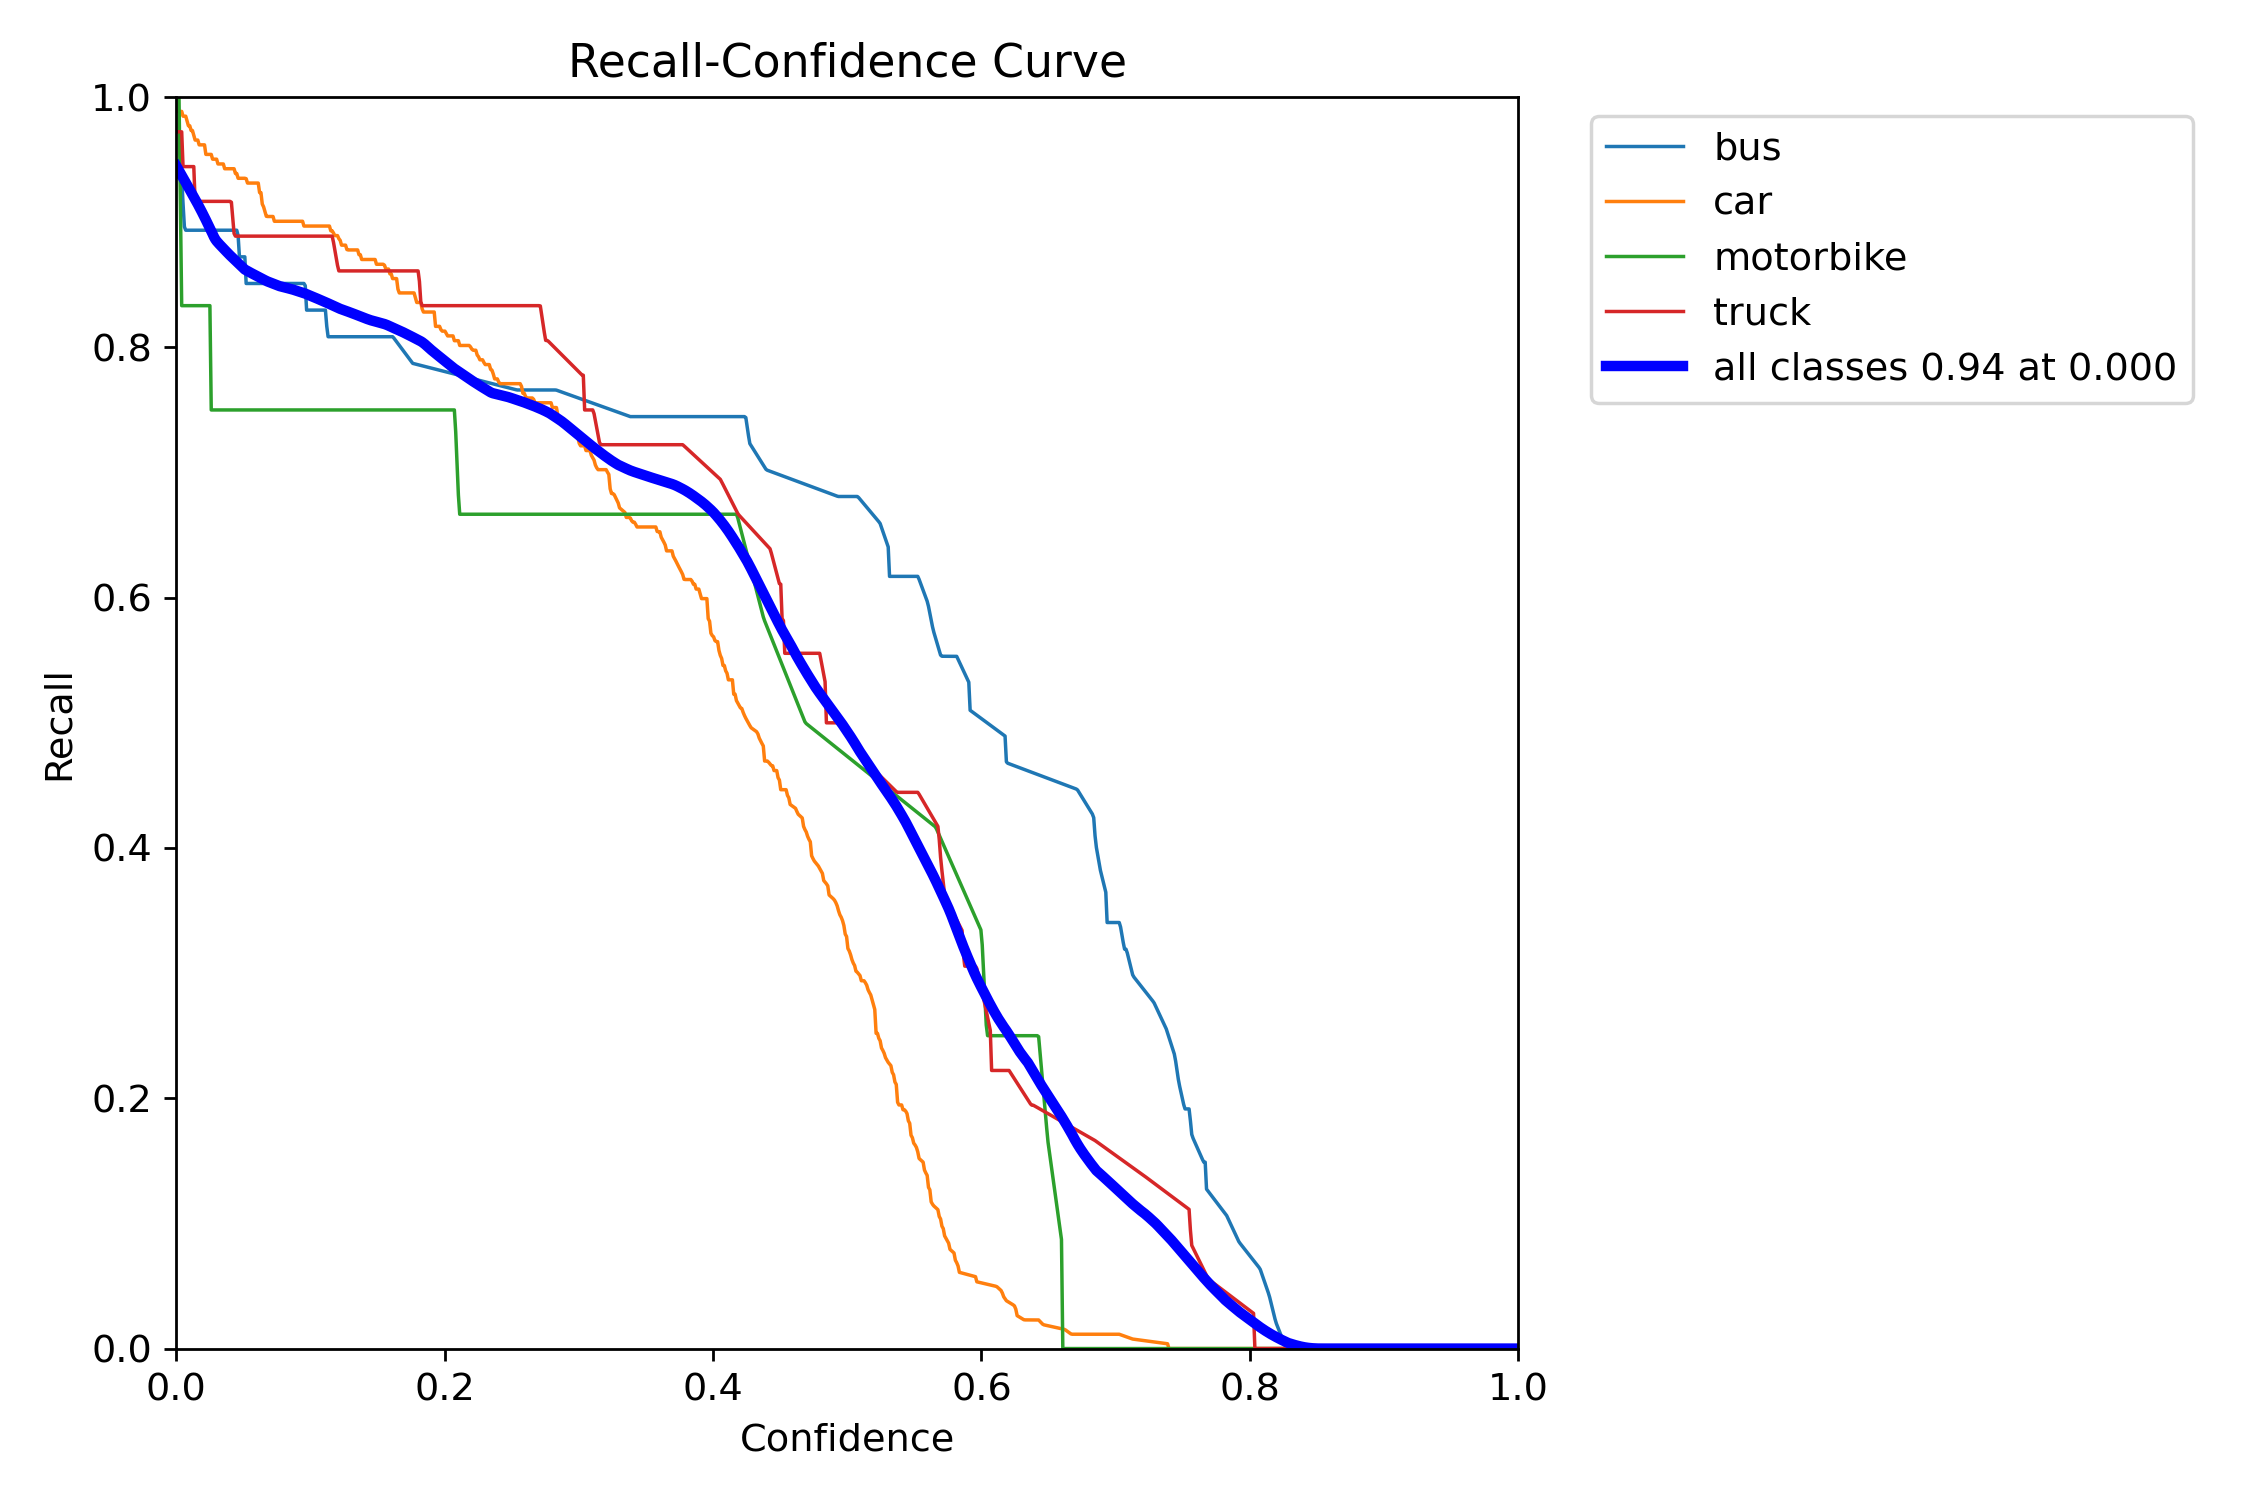 Recall-Confidence Curve
1.0
0.8
0.6
0.4
0.2
0.0
Recall
0.0 0.2 0.4 0.6 0.8 1.0
Confidence
bus
car
motorbike
truck
all classes 0.94 at 0.000